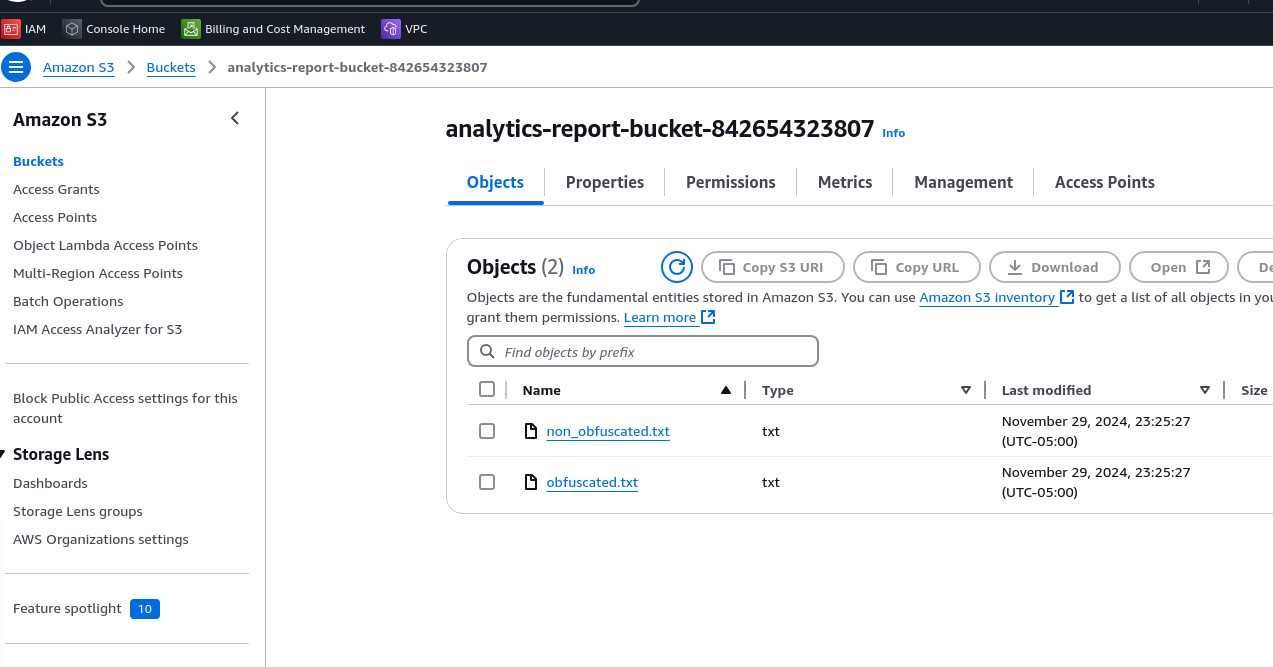 IAM Console Home Billing and Cost Management VPC
Amazon S3 Buckets analytics-report-bucket-842654323807
Amazon S3
Buckets
Access Grants
Access Points
Object Lambda Access Points
Multi-Region Access Points
Batch Operations
IAM Access Analyzer for S3
Block Public Access settings for this
account
Storage Lens
Dashboards
Storage Lens groups
AWS Organizations settings
Feature spotlight 10
analytics-report-bucket-842654323807 Info
Objects Properties Permissions Metrics Management Access Points
Objects (2) Info Copy S3 URI Copy URL Download Open De
Objects are the fundamental entities stored in Amazon S3. You can use Amazon S3 inventory to get a list of all objects in you
grant them permissions. Learn more
Find objects by prefix
Name Type Last modified Size
non_obfuscated.txt txt November 29, 2024, 23:25:27
(UTC-05:00)
obfuscated.txt txt November 29, 2024, 23:25:27
(UTC-05:00)